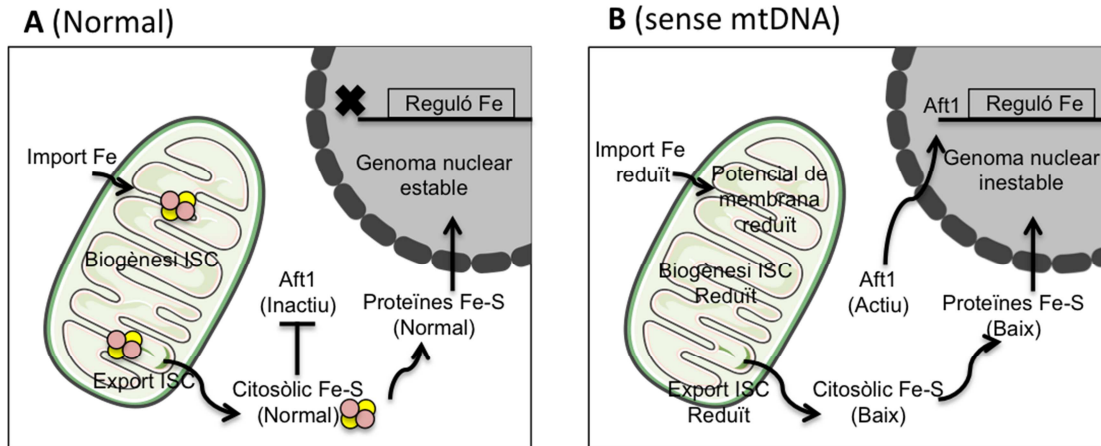 A (Normal)
Reguló Fe
Import Fe
Genoma nuclear
estable
Biogènesi ISC
Aft1
(Inactiu)
Proteïnes Fe-S
(Normal)
Export ISC
Citosòlic Fe-S
(Normal)
B (sense mtDNA)
Aft1
Reguló Fe
Import Fe
reduït
Potencial de
membrana
reduït
Genoma nuclear
inestable
Biogènesi ISC
Reduït
Aft1
(Actiu)
Proteïnes Fe-S
(Baix)
Export ISC
Reduït
Citosòlic Fe-S
(Baix)